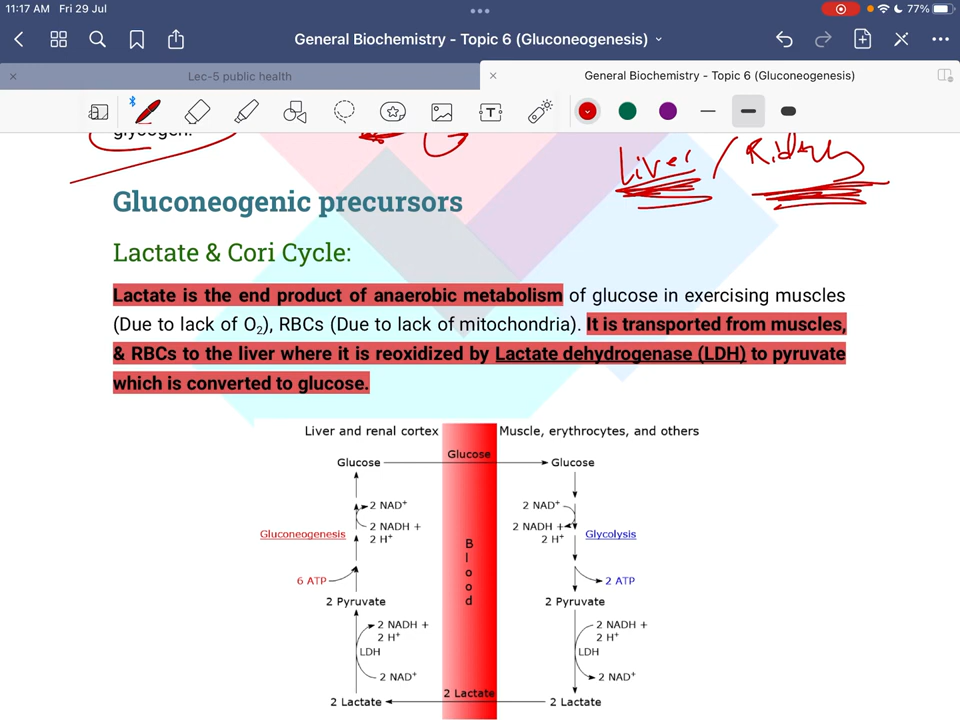 11:17 AM Fri 29 Jul
77%
General Biochemistry - Topic 6 (Gluconeogenesis)
Lec-5 public health
General Biochemistry - Topic 6 (Gluconeogenesis)
glycogen.
Liver / Kidneys
Gluconeogenic precursors
Lactate & Cori Cycle:
Lactate is the end product of anaerobic metabolism of glucose in exercising muscles
(Due to lack of O2), RBCs (Due to lack of mitochondria). It is transported from muscles,
& RBCs to the liver where it is reoxidized by Lactate dehydrogenase (LDH) to pyruvate
which is converted to glucose.
Liver and renal cortex
Muscle, erythrocytes, and others
Glucose
Glucose
Glucose
2 NAD+
2 NADH +
2 H+
Gluconeogenesis
6 ATP
2 Pyruvate
2 NADH +
2 H+
LDH
2 NAD+
2 Lactate
Blood
2 Lactate
2 NAD+
2 NADH +
2 H+
Glycolysis
2 ATP
2 Pyruvate
2 NADH +
2 H+
LDH
2 NAD+
2 Lactate